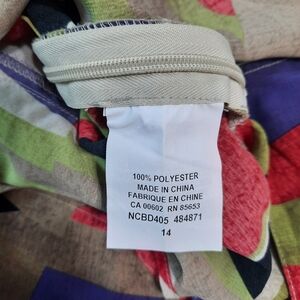 100% POLYESTER
MADE IN CHINA
FABRIQUE EN CHINE
CA 00602 RN 85653
NCBD405 484871
14